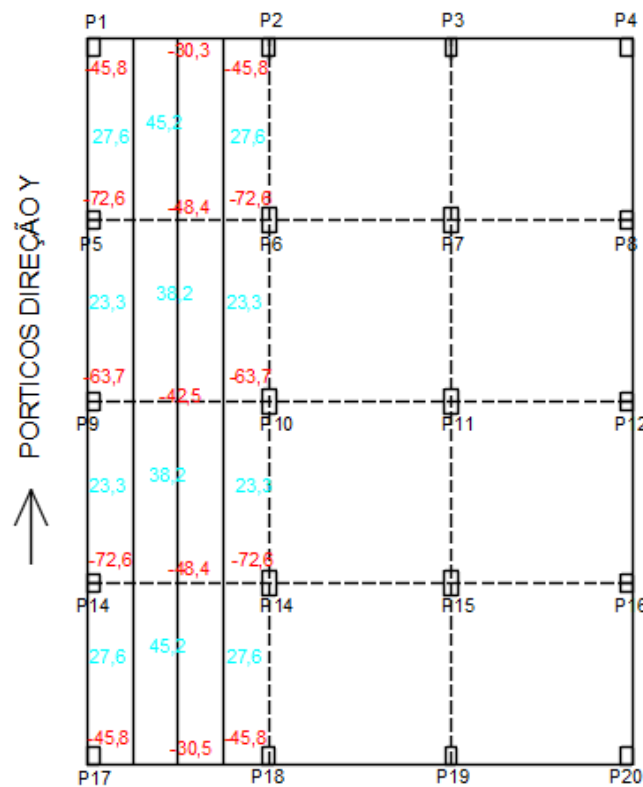 P1 P2 P3 P4
-45,8 -30,3 -45,8
27,6 45,2 27,6
-72,6 -48,4 -72,6
P5 P6 P7 P8
23,3 38,2 23,3
-63,7 -42,5 -63,7
P9 P10 P11 P12
23,3 38,2 23,3
-72,6 -48,4 -72,6
P14 P14 P15 P16
27,6 45,2 27,6
-45,8 -30,5 -45,8
P17 P18 P19 P20
PORTICOS DIREÇÃO Y